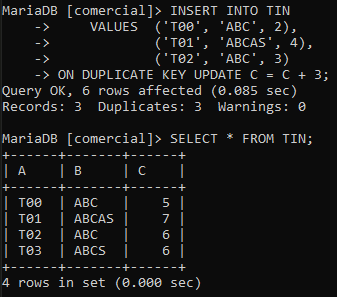 MariaDB [comercial]> INSERT INTO TIN
    ->     VALUES  ('T00', 'ABC', 2),
    ->             ('T01', 'ABCAS', 4),
    ->             ('T02', 'ABC', 3)
    -> ON DUPLICATE KEY UPDATE C = C + 3;
Query OK, 6 rows affected (0.085 sec)
Records: 3  Duplicates: 3  Warnings: 0

MariaDB [comercial]> SELECT * FROM TIN;
+------+-------+------+
| A    | B     | C    |
+------+-------+------+
| T00  | ABC   |    5 |
| T01  | ABCAS |    7 |
| T02  | ABC   |    6 |
| T03  | ABCS  |    6 |
+------+-------+------+
4 rows in set (0.000 sec)